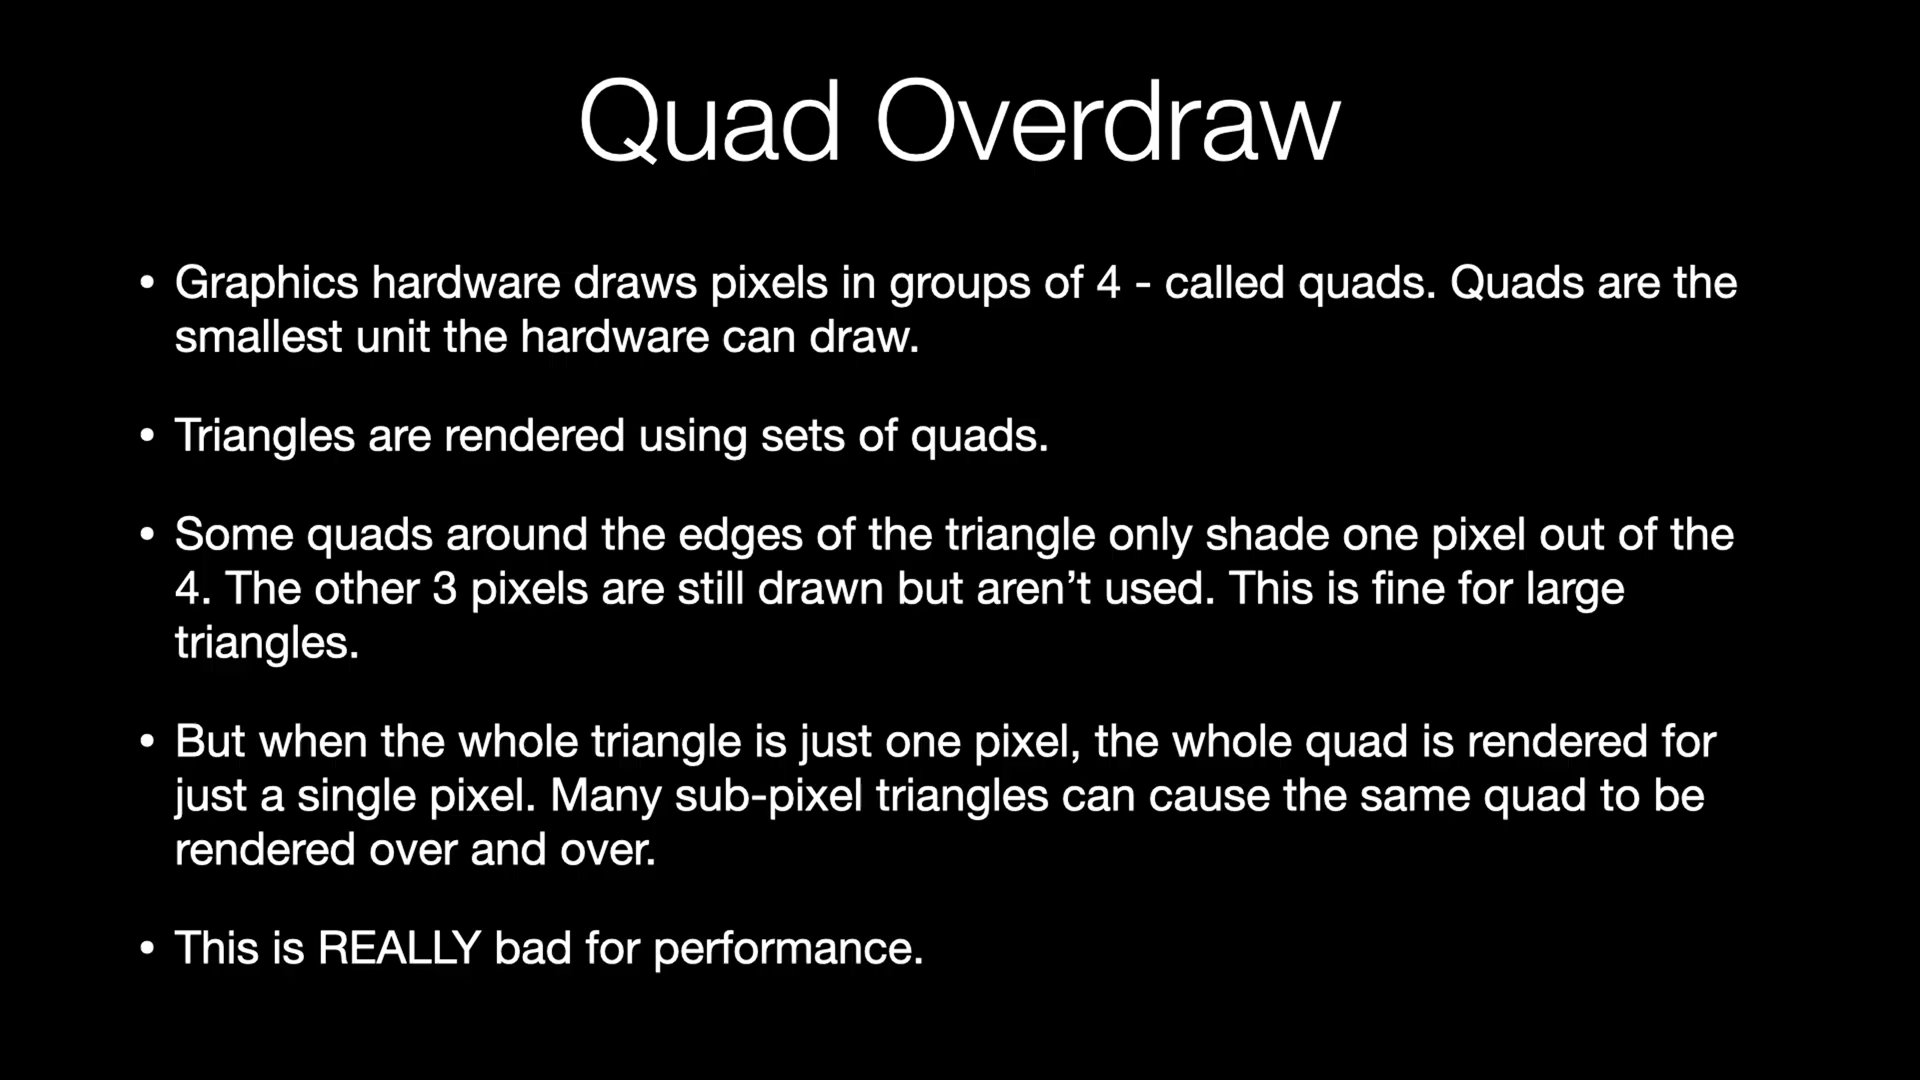 Quad Overdraw
• Graphics hardware draws pixels in groups of 4 - called quads. Quads are the
smallest unit the hardware can draw.
• Triangles are rendered using sets of quads.
• Some quads around the edges of the triangle only shade one pixel out of the
4. The other 3 pixels are still drawn but aren’t used. This is fine for large
triangles.
• But when the whole triangle is just one pixel, the whole quad is rendered for
just a single pixel. Many sub-pixel triangles can cause the same quad to be
rendered over and over.
• This is REALLY bad for performance.